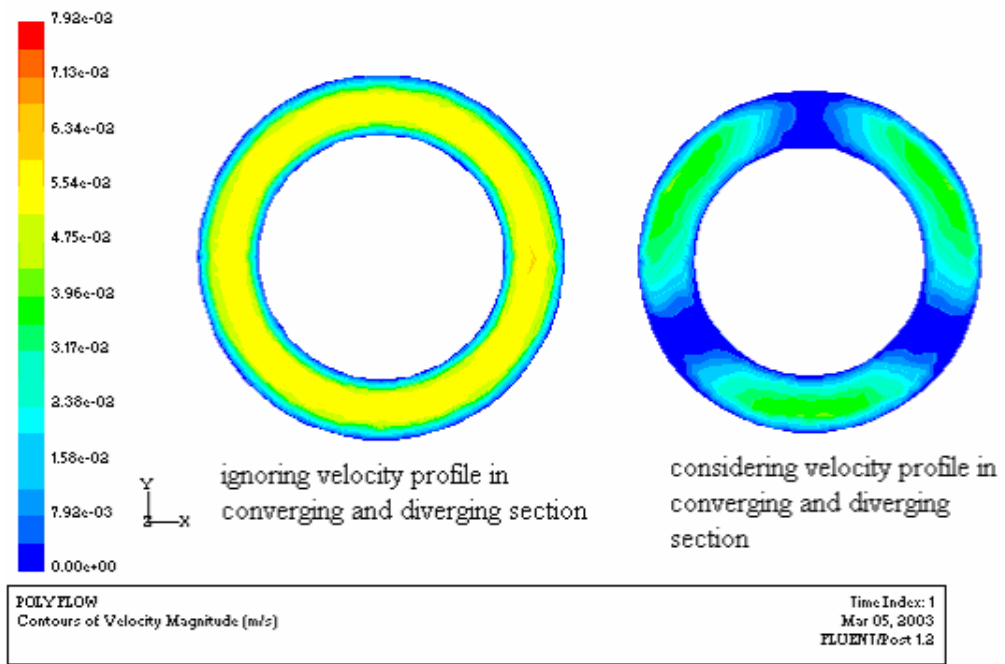 7.92e-02
7.13e-02
6.34e-02
5.54e-02
4.75e-02
3.96e-02
3.17e-02
2.38e-02
1.58e-02
7.92e-03
0.00e+00
Y
Z X
ignoring velocity profile in
converging and diverging section
considering velocity profile in
converging and diverging
section
POLYFLOW
Contours of Velocity Magnitude (m/s)
Time Index: 1
Mar 05, 2003
FLUENT/Post 1.2